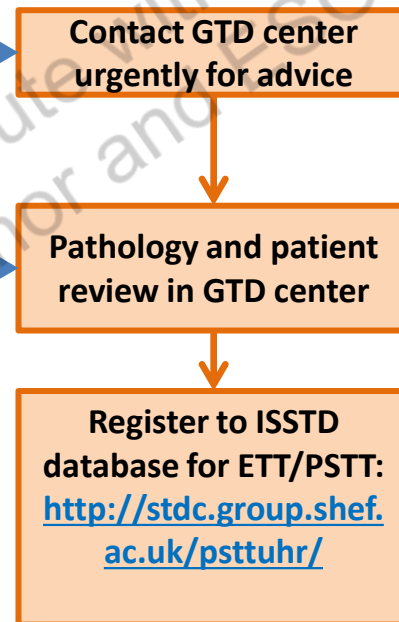 Contact GTD center
urgently for advice
Pathology and patient
review in GTD center
Register to ISSTD
database for ETT/PSTT:
http://stdc.group.shef.
ac.uk/psttuhr/